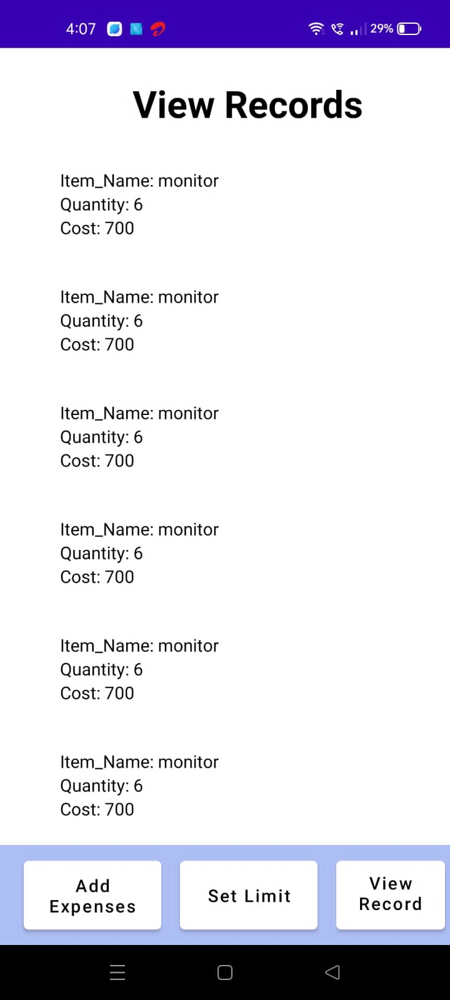 4:07 29%
View Records
Item_Name: monitor
Quantity: 6
Cost: 700
Item_Name: monitor
Quantity: 6
Cost: 700
Item_Name: monitor
Quantity: 6
Cost: 700
Item_Name: monitor
Quantity: 6
Cost: 700
Item_Name: monitor
Quantity: 6
Cost: 700
Item_Name: monitor
Quantity: 6
Cost: 700
Add
Expenses
Set Limit
View
Record